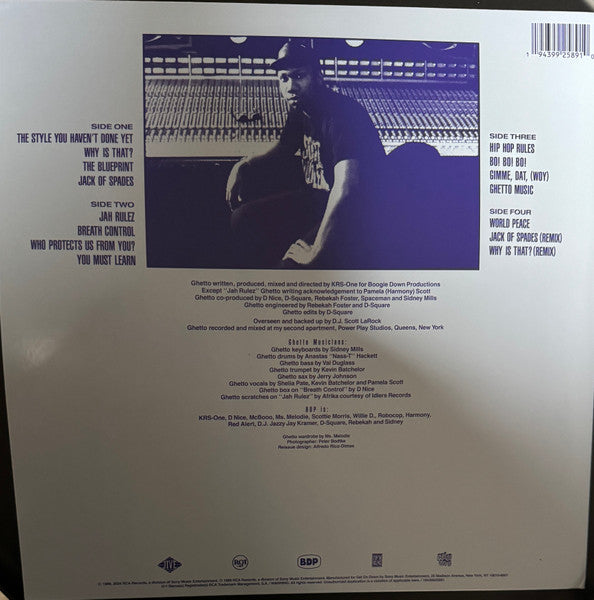 1 94399 25891 0
SIDE ONE
THE STYLE YOU HAVEN'T DONE YET
WHY IS THAT?
THE BLUEPRINT
JACK OF SPADES
SIDE TWO
JAH RULEZ
BREATH CONTROL
WHO PROTECTS US FROM YOU?
YOU MUST LEARN
SIDE THREE
HIP HOP RULES
BO! BO! BO!
GIMME, DAT, (WOY)
GHETTO MUSIC
SIDE FOUR
WORLD PEACE
JACK OF SPADES (REMIX)
WHY IS THAT? (REMIX)
Ghetto written, produced, mixed and directed by KRS-One for Boogie Down Productions
Except "Jah Rulez" Ghetto writing acknowledgement to Pamela (Harmony) Scott
Ghetto co-produced by D Nice, D-Square, Rebekah Foster, Spaceman and Sidney Mills
Ghetto engineered by Rebekah Foster and D-Square
Ghetto edits by D-Square
Overseen and backed up by D.J. Scott LaRock
Ghetto recorded and mixed at my second apartment, Power Play Studios, Queens, New York
Ghetto Musicians:
Ghetto keyboards by Sidney Mills
Ghetto drums by Anastas "Nass-T" Hackett
Ghetto bass by Val Duglass
Ghetto trumpet by Kevin Batchelor
Ghetto sax by Jerry Johnson
Ghetto vocals by Shelia Pate, Kevin Batchelor and Pamela Scott
Ghetto box on "Breath Control" by D Nice
Ghetto scratches on "Jah Rulez" by Afrika courtesy of Idlers Records
BDP is:
KRS-One, D Nice, McBooo, Ms. Melodie, Scottie Morris, Willie D., Robocop, Harmony,
Red Alert, D.J. Jazzy Jay Kramer, D-Square, Rebekah and Sidney
Ghetto wardrobe by Ms. Melodie
Photographer: Peter Bodtke
Reissue design: Alfredo Rico-Dimas
JIVE
RCA
BDP